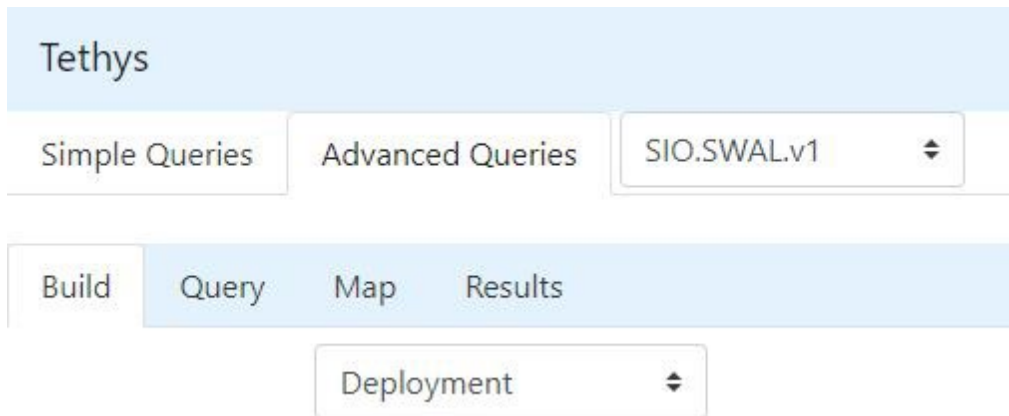 Tethys
Simple Queries Advanced Queries SIO.SWAL.v1
Build Query Map Results
Deployment